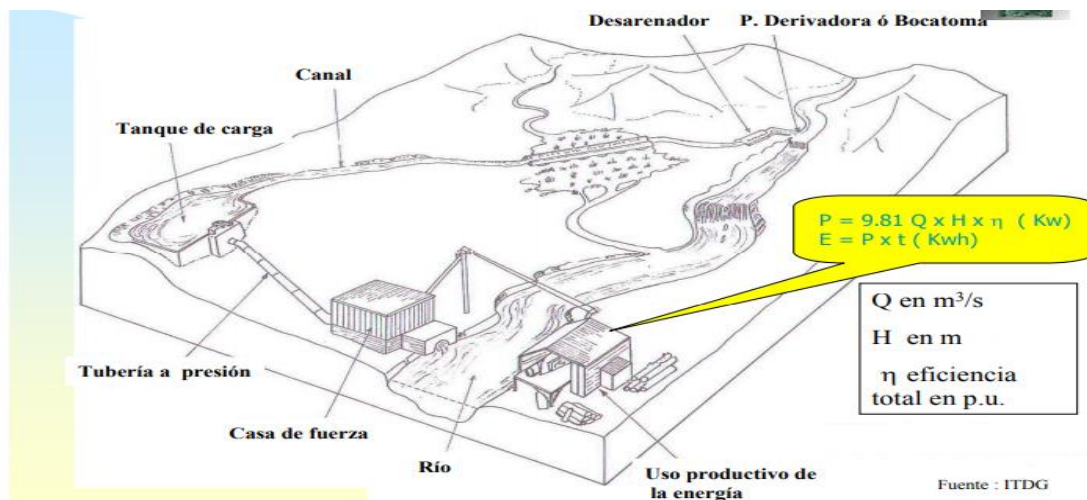 Desarenador
P. Derivadora ó Bocatoma
Canal
Tanque de carga
P = 9.81 Q x H x η ( Kw)
E = P x t ( Kwh)
Q en m³/s
H en m
η eficiencia
total en p.u.
Tubería a presión
Casa de fuerza
Río
Uso productivo de
la energía
Fuente : ITDG